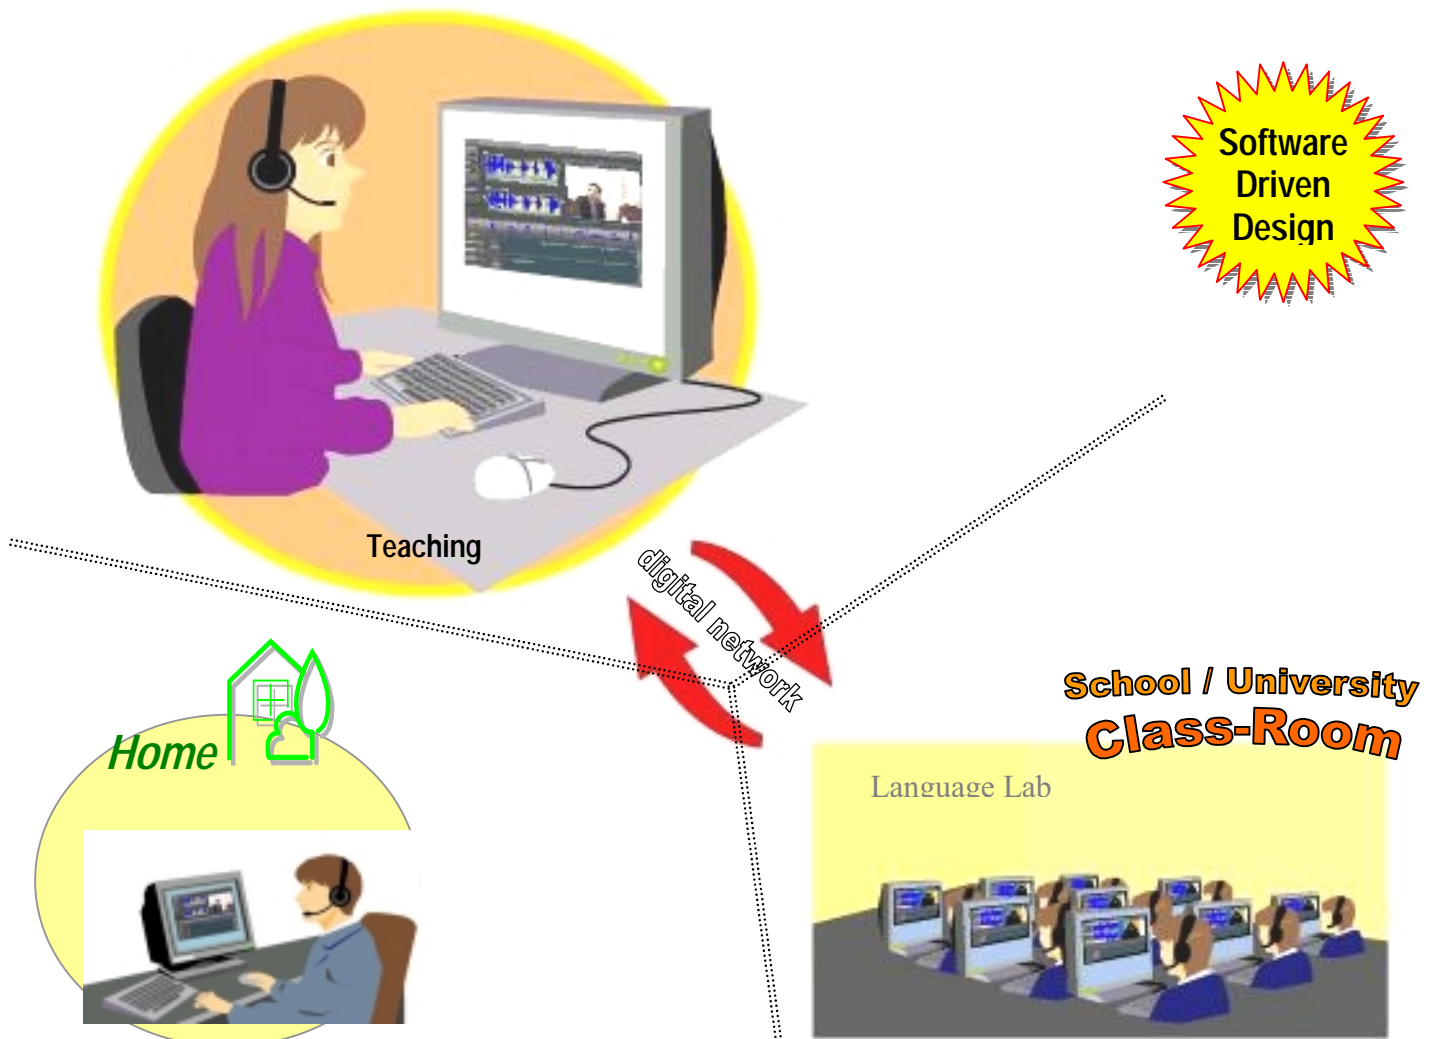 Software
Driven
Design
Teaching
digital network
School / University
Class-Room
Home
Language Lab